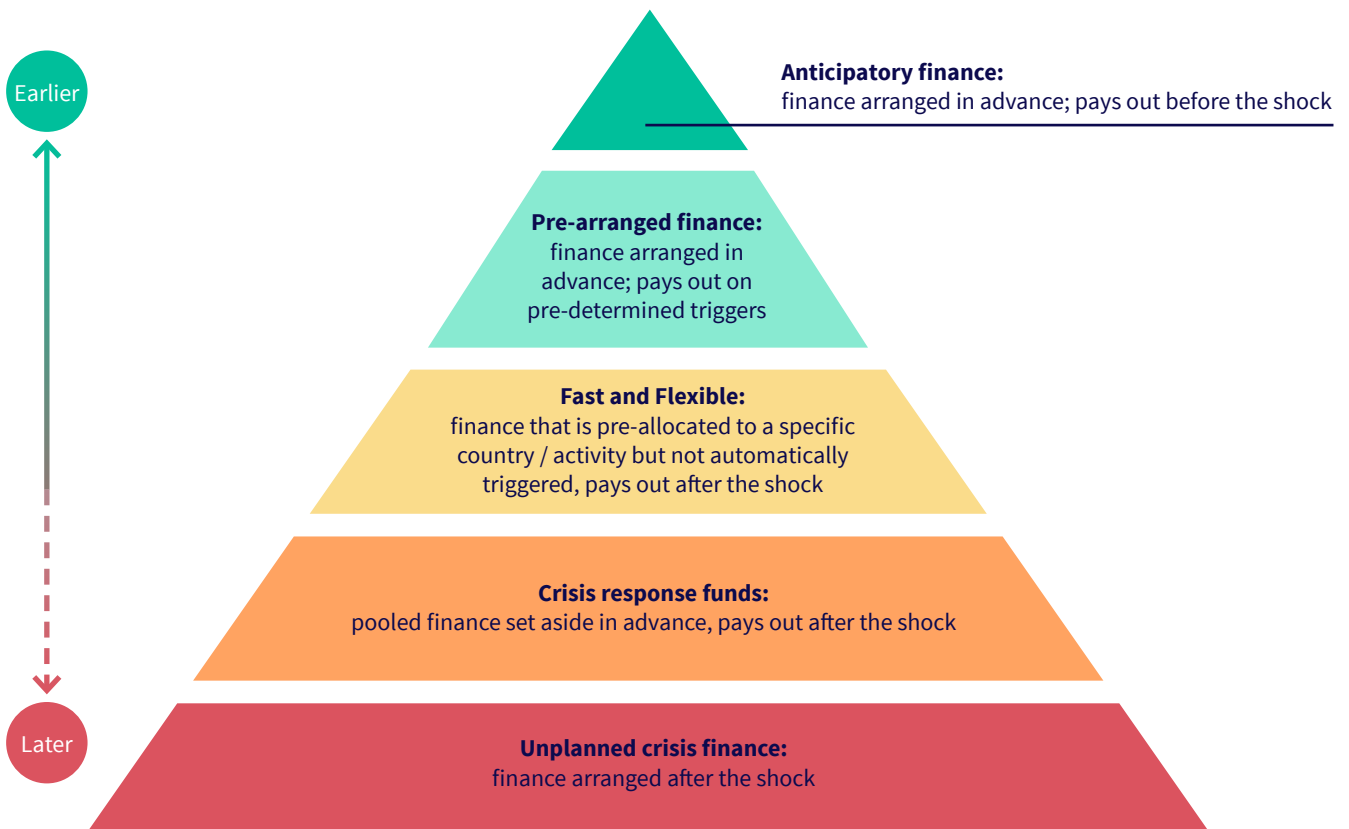 Earlier
Anticipatory finance:
finance arranged in advance; pays out before the shock
Pre-arranged finance:
finance arranged in
advance; pays out on
pre-determined triggers
Fast and Flexible:
finance that is pre-allocated to a specific
country / activity but not automatically
triggered, pays out after the shock
Crisis response funds:
pooled finance set aside in advance, pays out after the shock
Later
Unplanned crisis finance:
finance arranged after the shock